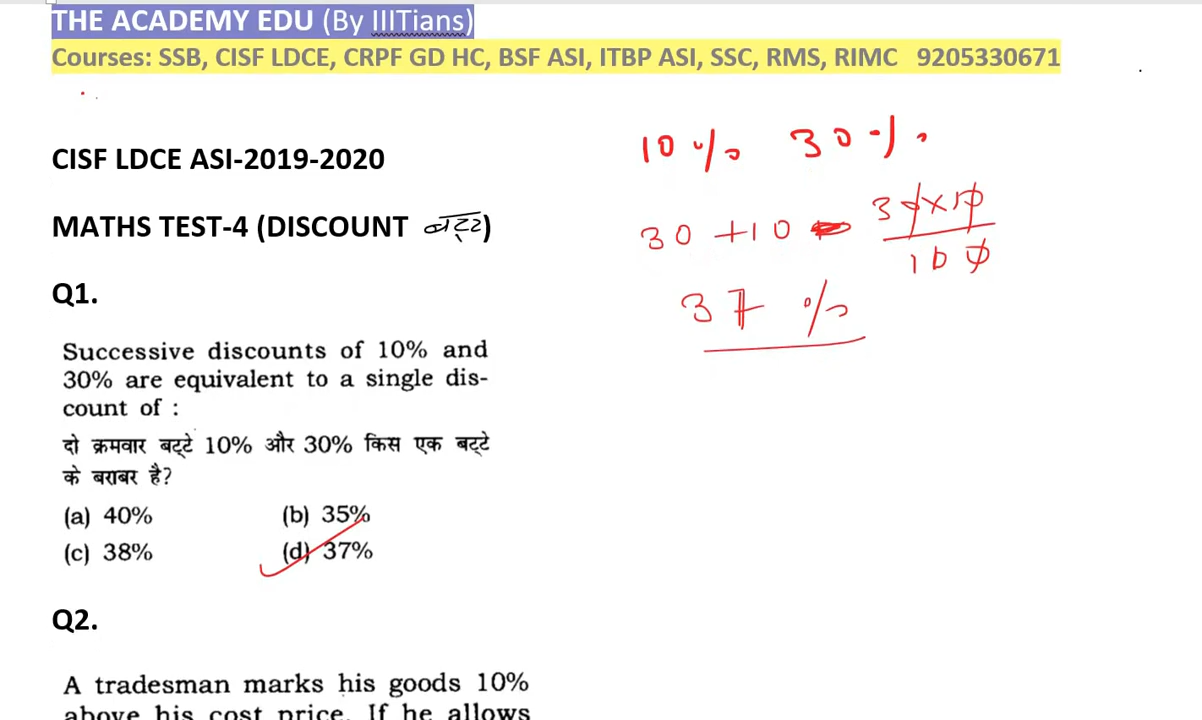 THE ACADEMY EDU (By IIITians)
Courses: SSB, CISF LDCE, CRPF GD HC, BSF ASI, ITBP ASI, SSC, RMS, RIMC 9205330671
CISF LDCE ASI-2019-2020
MATHS TEST-4 (DISCOUNT बट्टा)
Q1.
Successive discounts of 10% and
30% are equivalent to a single dis-
count of :
दो क्रमवार बट्टे 10% और 30% किस एक बट्टे
के बराबर है?
(a) 40% (b) 35%
(c) 38% (d) 37%
Q2.
A tradesman marks his goods 10%
above his cost price. If he allows
10% 30%
30 + 10 - 30×10
100
37 %